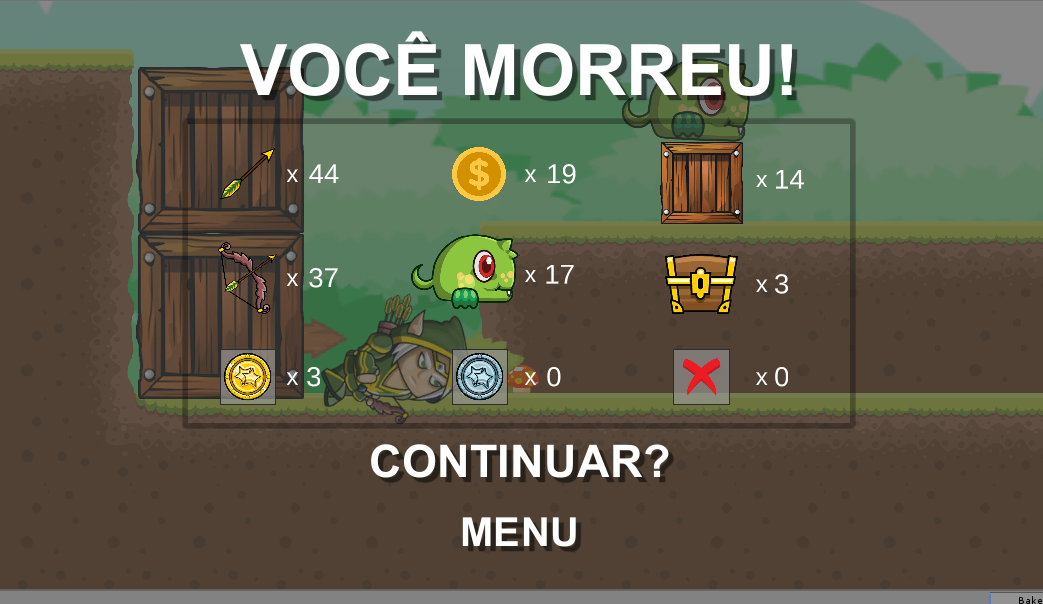 VOCÊ MORREU!
x 44
x 19
x 14
x 37
x 17
x 3
x 3
x 0
x 0
CONTINUAR?
MENU
Bake